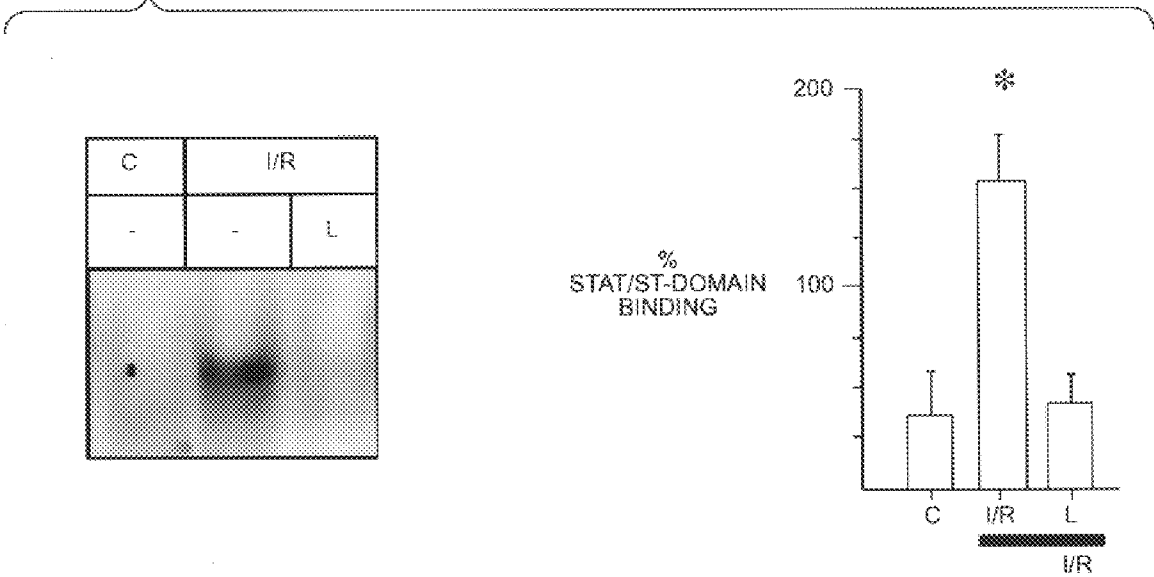 C I/R
- - L
*
200
%
STAT/ST-DOMAIN
BINDING
100
C I/R L
I/R